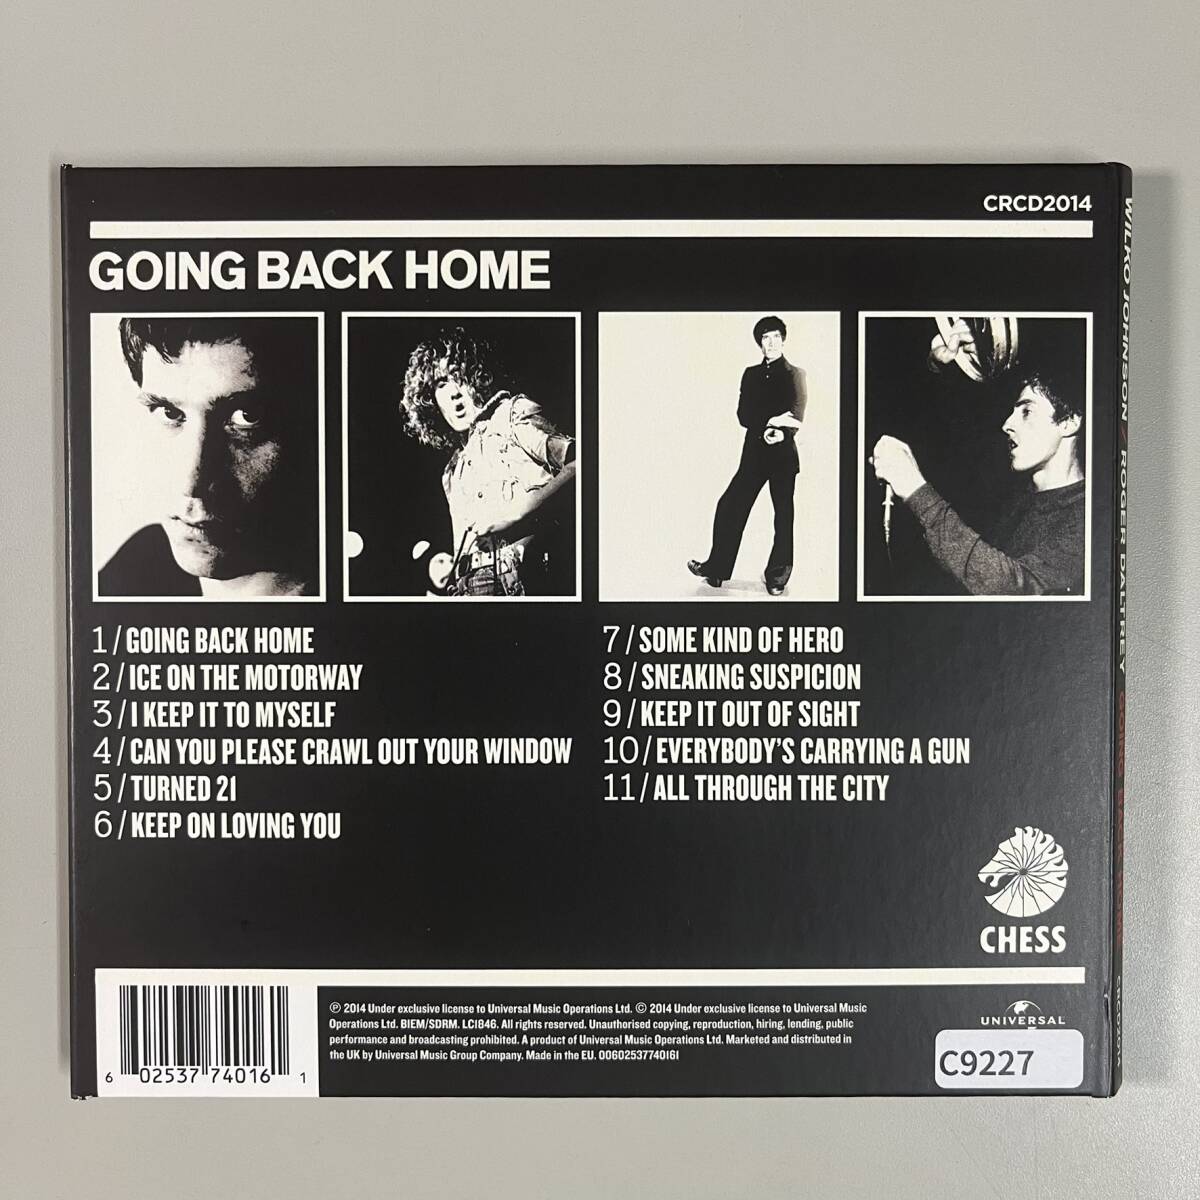 CRCD2014
GOING BACK HOME
1/GOING BACK HOME
2/ICE ON THE MOTORWAY
3/I KEEP IT TO MYSELF
4/CAN YOU PLEASE CRAWL OUT YOUR WINDOW
5/TURNED 21
6/KEEP ON LOVING YOU
7/SOME KIND OF HERO
8/SNEAKING SUSPICION
9/KEEP IT OUT OF SIGHT
10/EVERYBODY'S CARRYING A GUN
11/ALL THROUGH THE CITY
CHESS
℗ 2014 Under exclusive license to Universal Music Operations Ltd. © 2014 Under exclusive license to Universal Music
Operations Ltd. BIEM/SDRM. LC1846. All rights reserved. Unauthorised copying, reproduction, hiring, lending, public
performance and broadcasting prohibited. A product of Universal Music Operations Ltd. Marketed and distributed in
the UK by Universal Music Group Company. Made in the EU. 00602537740161
6 02537 74016 1
UNIVERSAL
C9227
WILKO JOHNSON / ROGER DALTREY GOING BACK HOME CRCD2014